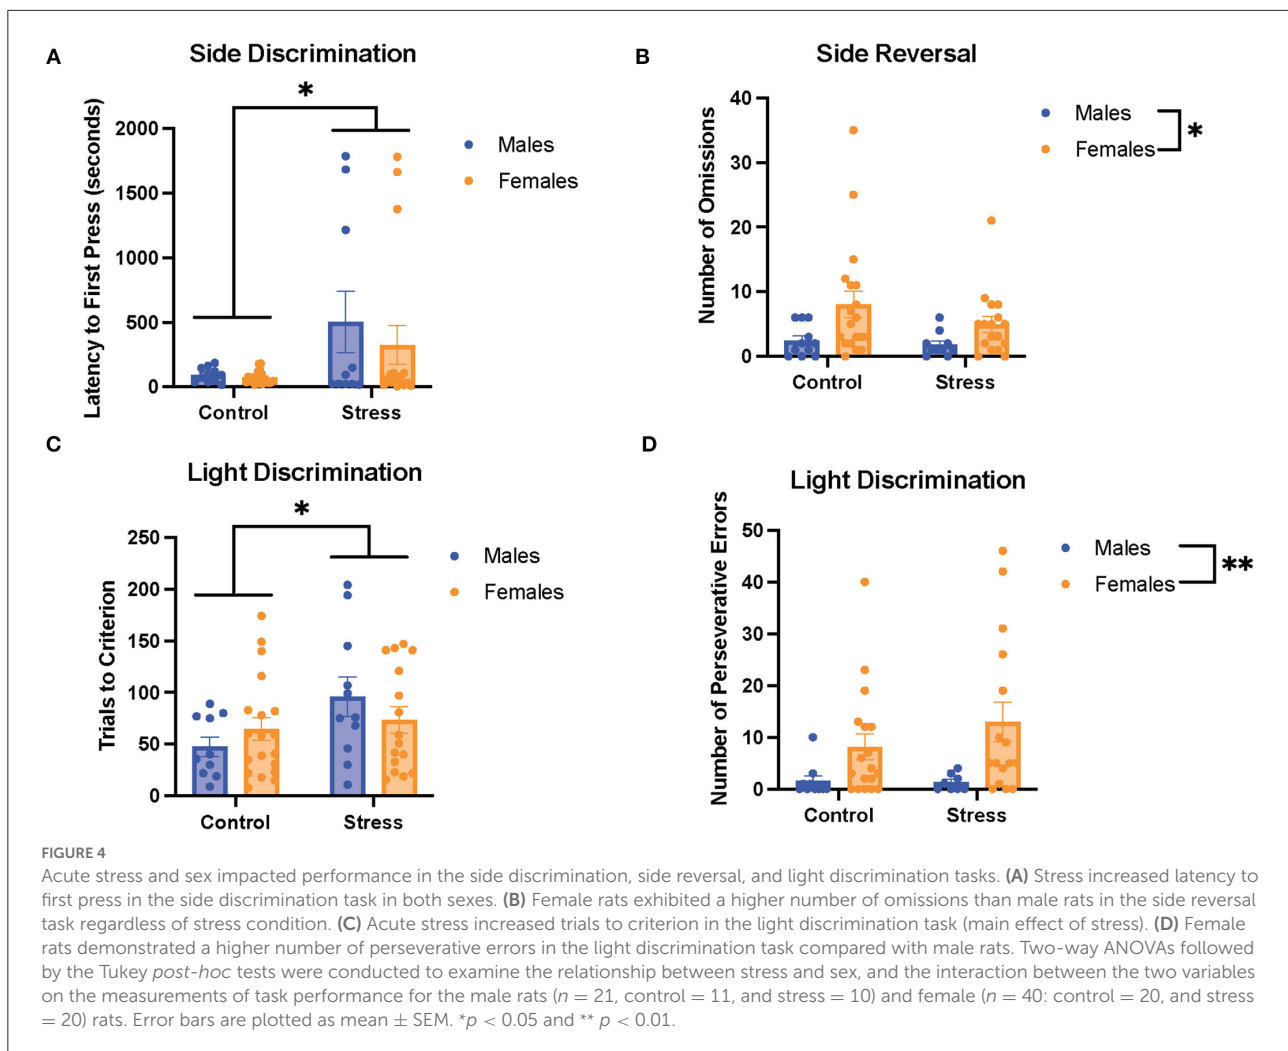 A
Side Discrimination
*
Latency to First Press (seconds)
2000
1500
1000
500
0
Control
Stress
Males
Females
B
Side Reversal
Number of Omissions
40
30
20
10
0
Control
Stress
Males
Females
*
C
Light Discrimination
*
Trials to Criterion
250
200
150
100
50
0
Control
Stress
Males
Females
D
Light Discrimination
Number of Perseverative Errors
50
40
30
20
10
0
Control
Stress
Males
Females
**
FIGURE 4
Acute stress and sex impacted performance in the side discrimination, side reversal, and light discrimination tasks. (A) Stress increased latency to
first press in the side discrimination task in both sexes. (B) Female rats exhibited a higher number of omissions than male rats in the side reversal
task regardless of stress condition. (C) Acute stress increased trials to criterion in the light discrimination task (main effect of stress). (D) Female
rats demonstrated a higher number of perseverative errors in the light discrimination task compared with male rats. Two-way ANOVAs followed
by the Tukey post-hoc tests were conducted to examine the relationship between stress and sex, and the interaction between the two variables
on the measurements of task performance for the male rats (n = 21, control = 11, and stress = 10) and female (n = 40: control = 20, and stress
= 20) rats. Error bars are plotted as mean ± SEM. *p < 0.05 and ** p < 0.01.